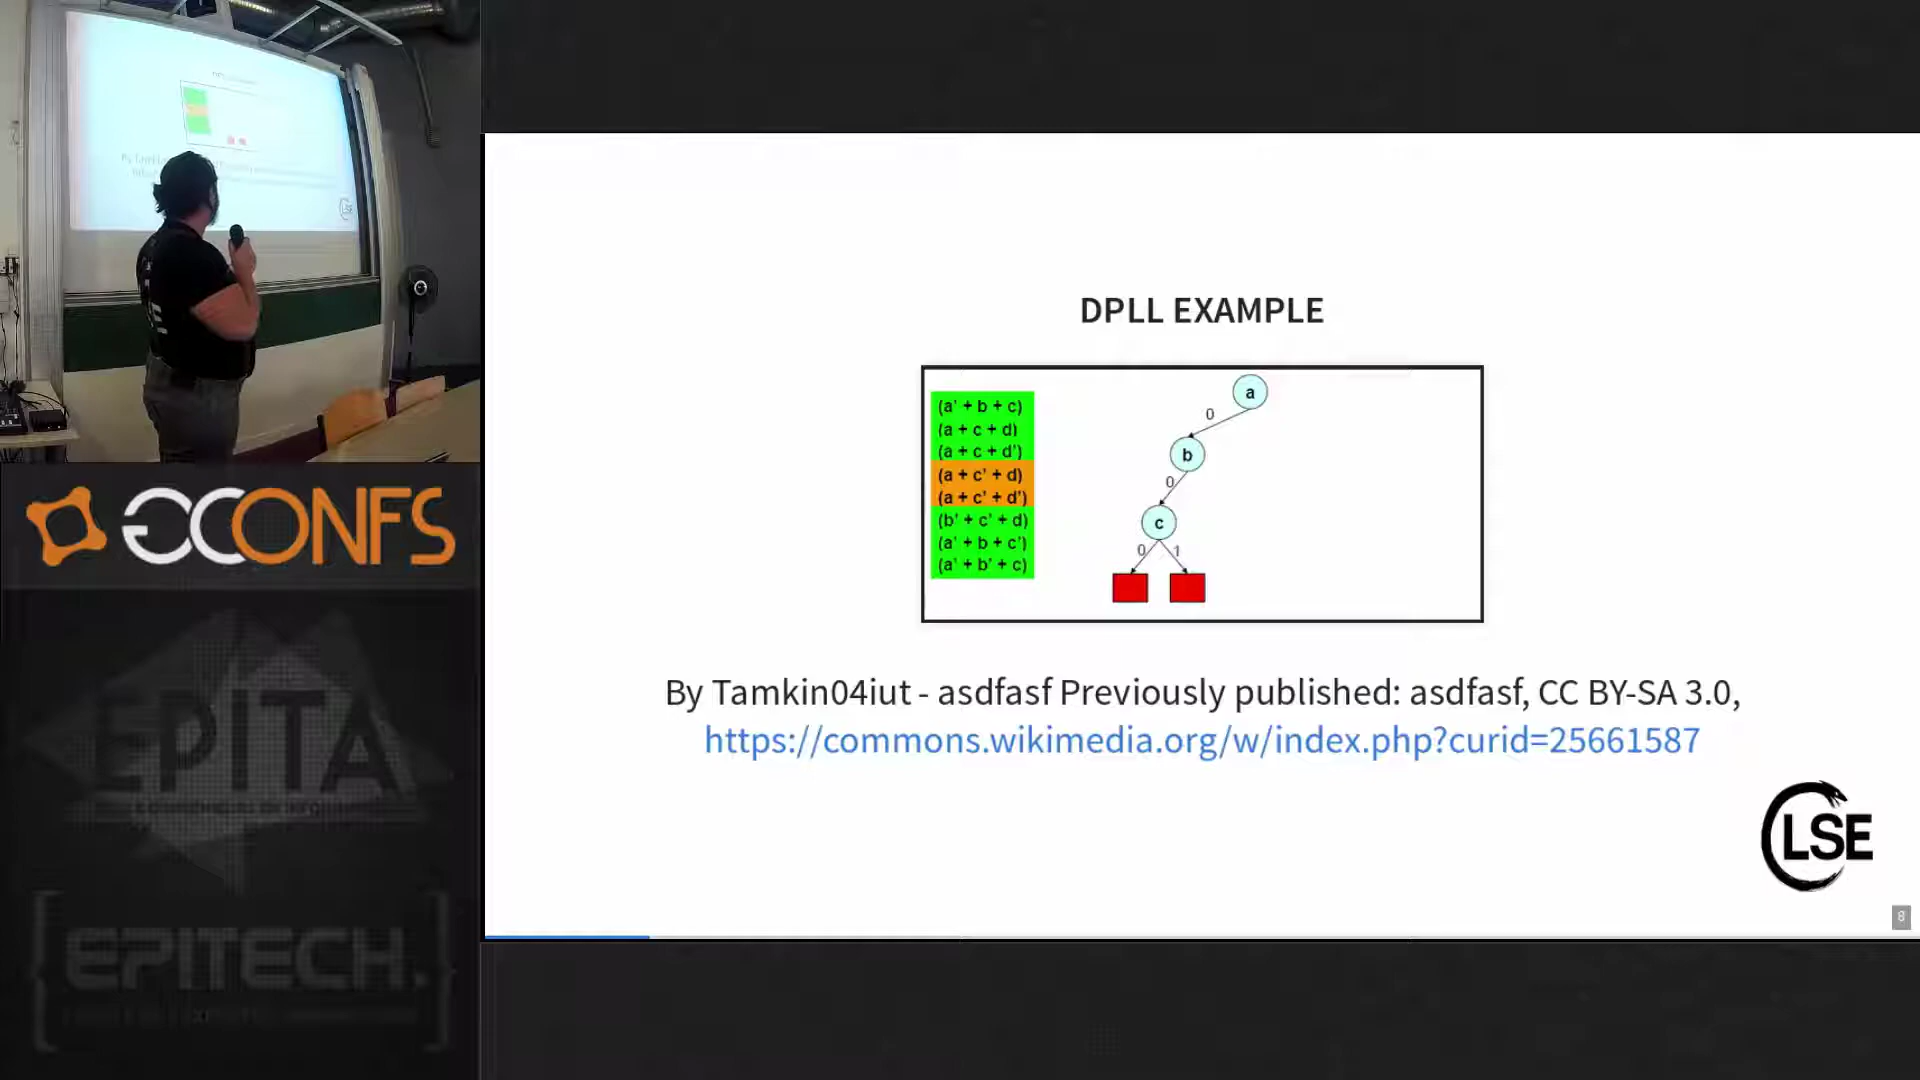 DPLL EXAMPLE
(a' + b + c)
(a + c + d)
(a + c + d')
(a + c' + d)
(a + c' + d')
(b' + c' + d)
(a' + b + c')
(a' + b' + c)
a
0
b
0
c
0 1
By Tamkin04iut - asdfasf Previously published: asdfasf, CC BY-SA 3.0,
https://commons.wikimedia.org/w/index.php?curid=25661587
LSE
8
CONFS
EPITA
{EPITECH.}